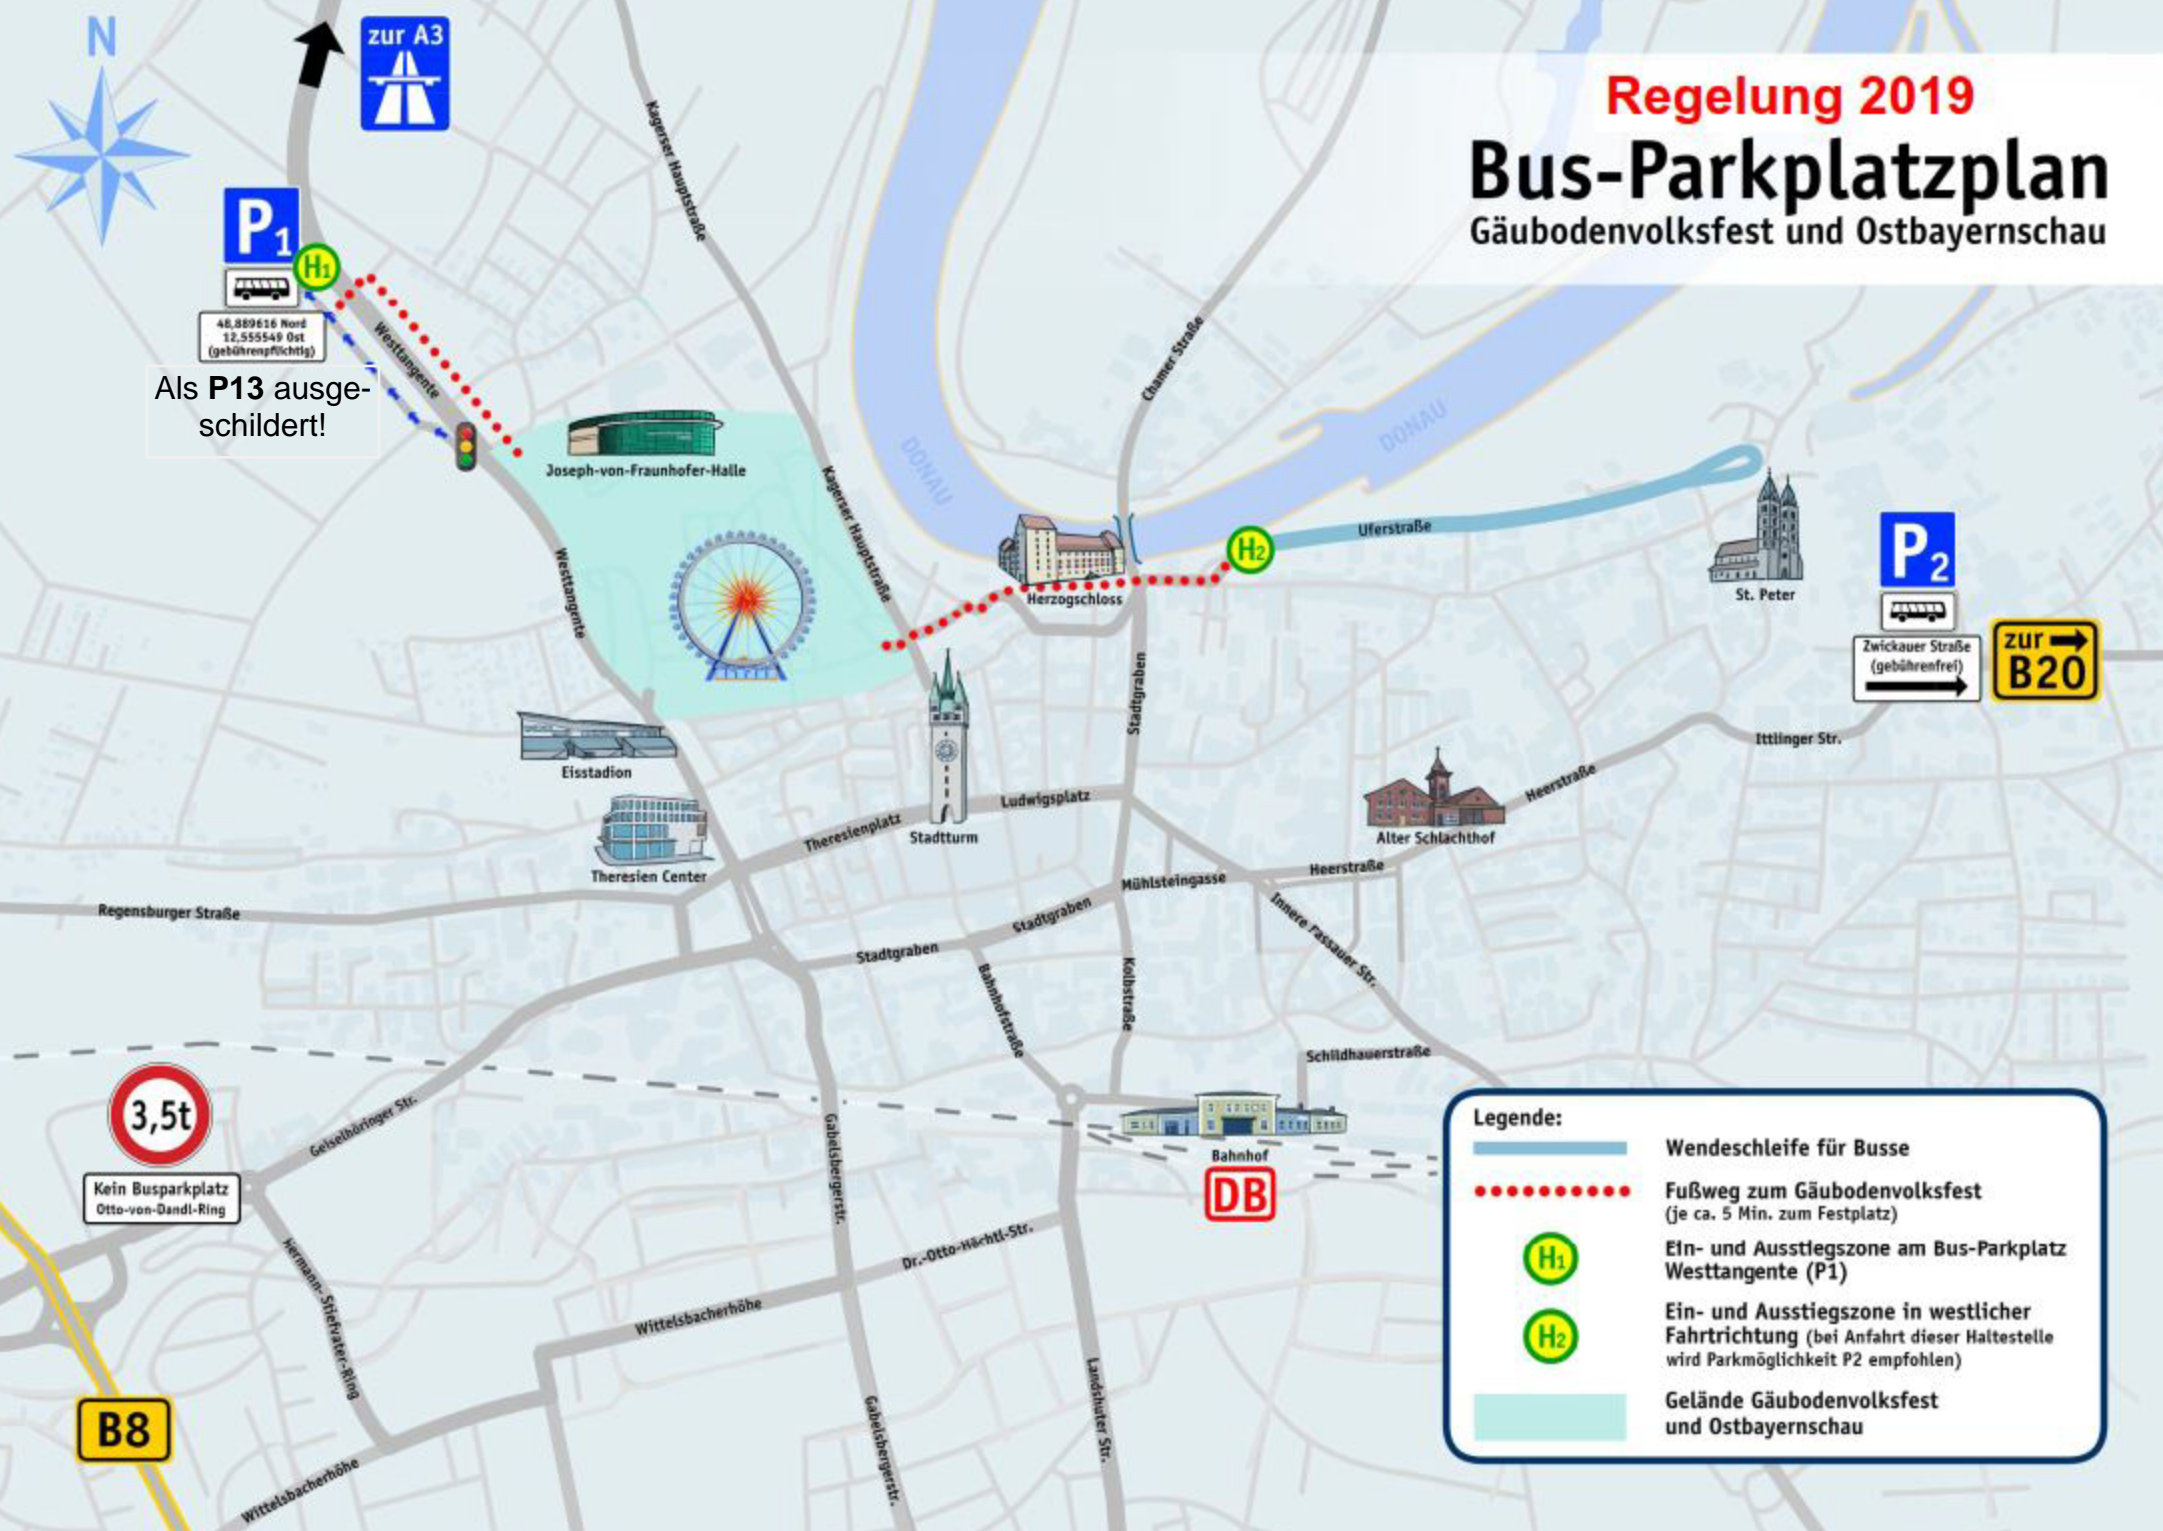 N
zur A3
Regelung 2019
Bus-Parkplatzplan
Gäubodenvolksfest und Ostbayernschau
Kagerser Hauptstraße
P1
H1
48,889616 Nord
12,555549 Ost
(gebührenpflichtig)
Als P13 ausge-
schildert!
Westtangente
Chamer Straße
Joseph-von-Fraunhofer-Halle
Kagerser Hauptstraße
DONAU
DONAU
Westtangente
H2
Uferstraße
Herzogschloss
St. Peter
P2
Zwickauer Straße
(gebührenfrei)
zur
B20
Stadtgraben
Ittlinger Str.
Eisstadion
Heerstraße
Ludwigsplatz
Theresienplatz
Stadtturm
Alter Schlachthof
Theresien Center
Heerstraße
Mühlsteingasse
Regensburger Straße
Stadtgraben
Stadtgraben
Innere Passauer Str.
Bahnhofstraße
Kolbstraße
Schildhauerstraße
3,5t
Geiselhöringer Str.
Kein Busparkplatz
Otto-von-Dandl-Ring
Gabelsbergerstr.
Bahnhof
DB
Dr.-Otto-Höchtl-Str.
Hermann-Stiefvater-Ring
Wittelsbacherhöhe
Landshuter Str.
Gabelsbergerstr.
B8
Wittelsbacherhöhe
Legende:
Wendeschleife für Busse
Fußweg zum Gäubodenvolksfest
(je ca. 5 Min. zum Festplatz)
H1
Ein- und Ausstiegszone am Bus-Parkplatz
Westtangente (P1)
H2
Ein- und Ausstiegszone in westlicher
Fahrtrichtung (bei Anfahrt dieser Haltestelle
wird Parkmöglichkeit P2 empfohlen)
Gelände Gäubodenvolksfest
und Ostbayernschau